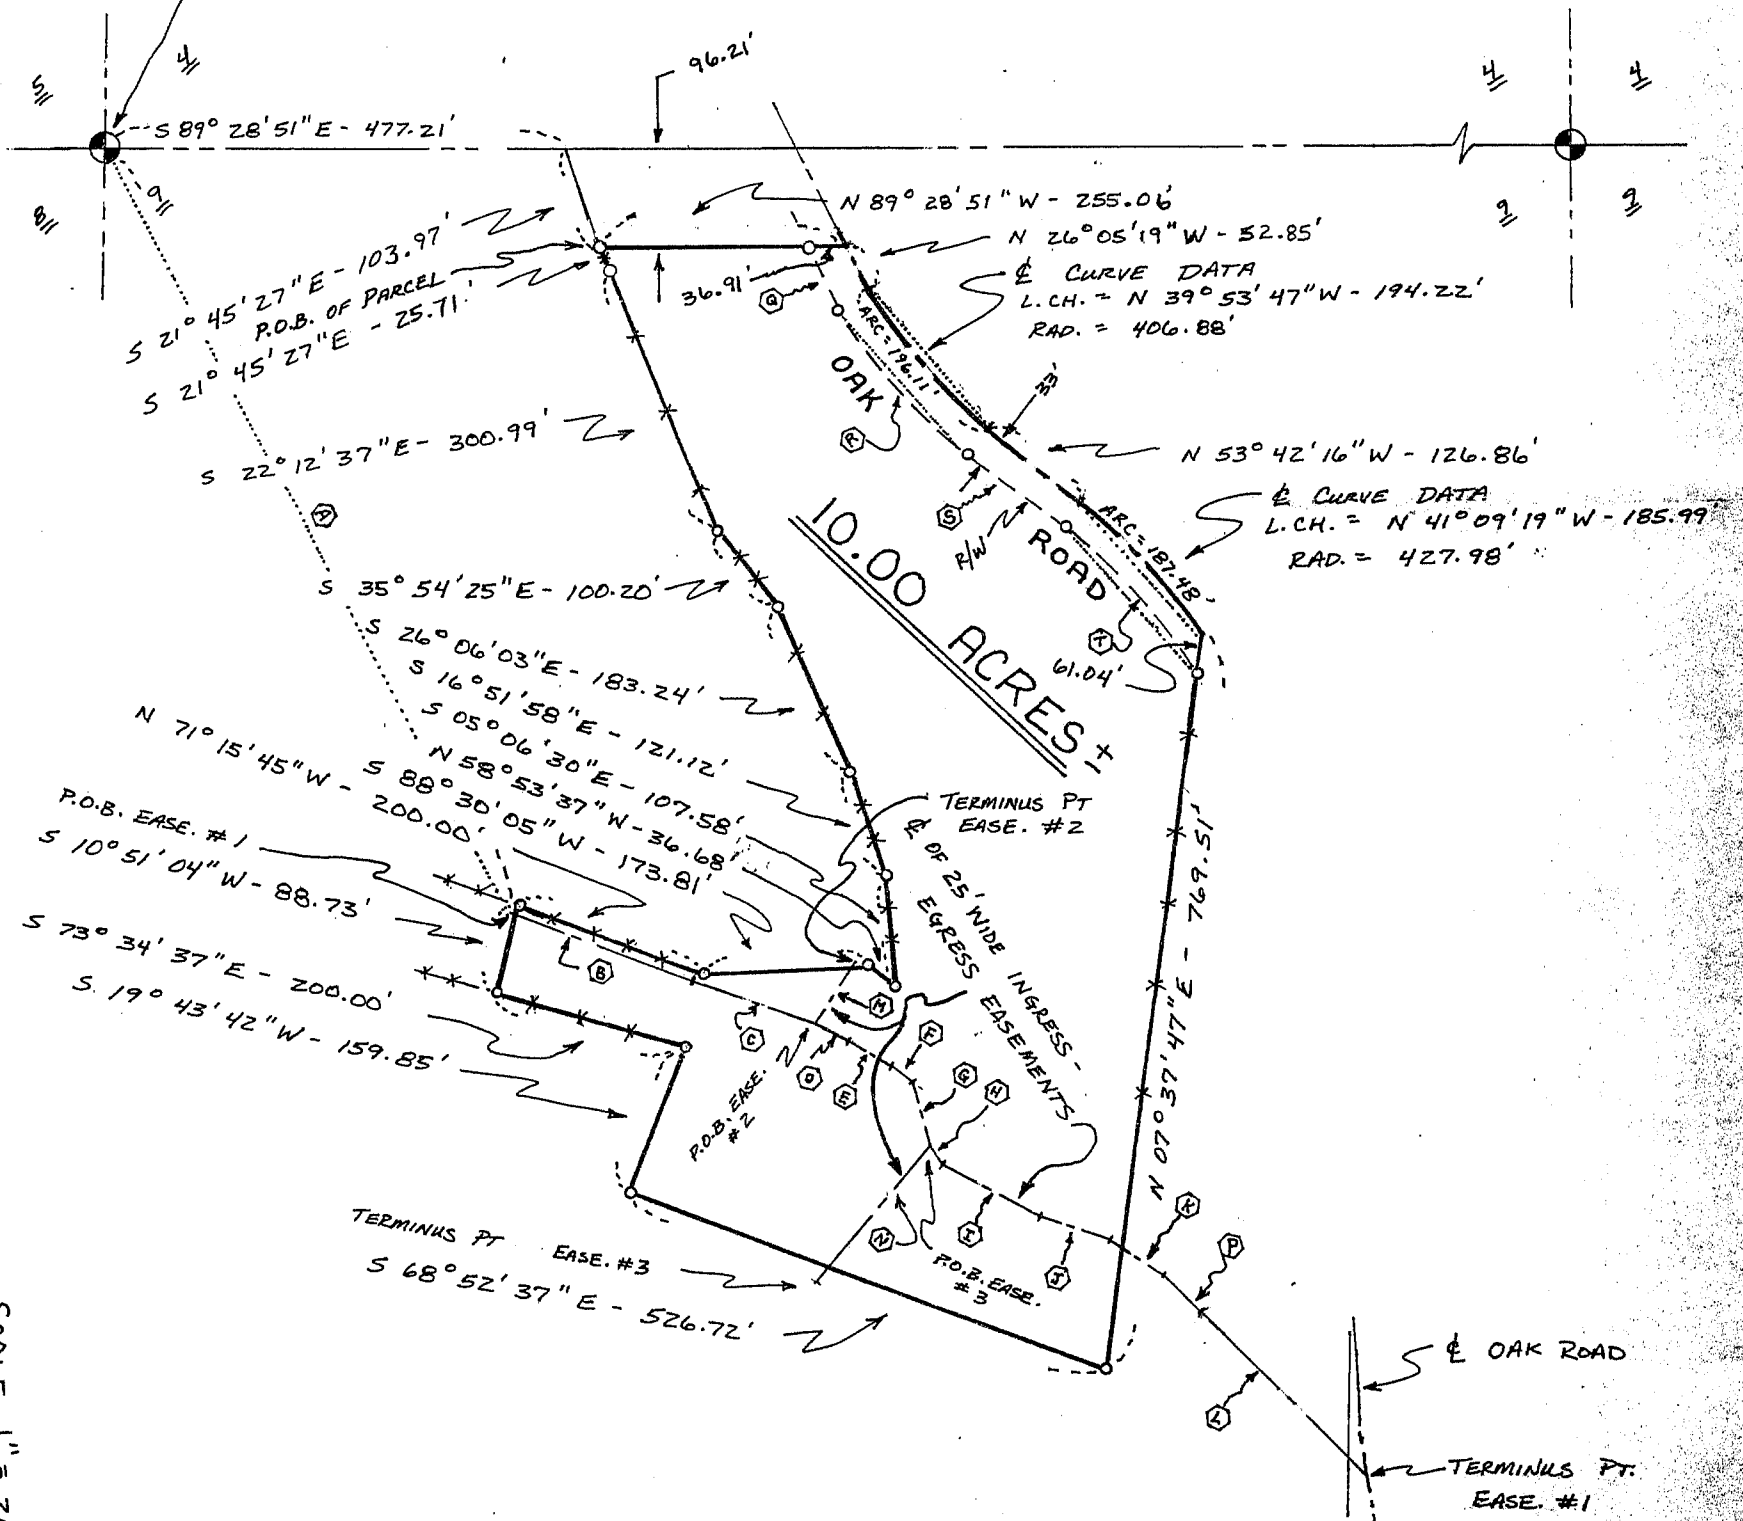 96.21'
5
4
4
4
S 89° 28' 51" E - 477.21'
9
8
9
9
N 89° 28' 51" W - 255.06'
N 26° 05' 19" W - 52.85'
℄ CURVE DATA
L.CH. = N 39° 53' 47" W - 194.22'
RAD. = 406.88'
S 21° 45' 27" E - 103.97'
P.O.B. OF PARCEL
S 21° 45' 27" E - 25.71'
36.91'
Q
ARC = 196.11'
33'
OAK
R
S 22° 12' 37" E - 300.99'
N 53° 42' 16" W - 126.86'
℄ CURVE DATA
L.CH. = N 41° 09' 19" W - 185.99'
RAD. = 427.98'
A
S
R/W
ROAD
ARC = 187.48'
10.00 ACRES ±
T
61.04'
S 35° 54' 25" E - 100.20'
S 26° 06' 03" E - 183.24'
S 16° 51' 58" E - 121.12'
S 05° 06' 30" E - 107.58'
N 58° 53' 37" W - 36.68'
S 88° 30' 05" W - 173.81'
N 71° 15' 45" W - 200.00'
P.O.B. EASE. #1
S 10° 51' 04" W - 88.73'
S 73° 34' 37" E - 200.00'
S. 19° 43' 42" W - 159.85'
TERMINUS PT
EASE. #2
℄ OF 25' WIDE INGRESS-
EGRESS EASEMENTS
N 07° 37' 47" E - 769.51'
B
C
M
O
E
F
G
H
P.O.B. EASE.
#2
N
I
J
K
P
L
P.O.B. EASE.
#3
TERMINUS PT EASE. #3
S 68° 52' 37" E - 526.72'
℄ OAK ROAD
TERMINUS PT.
EASE. #1